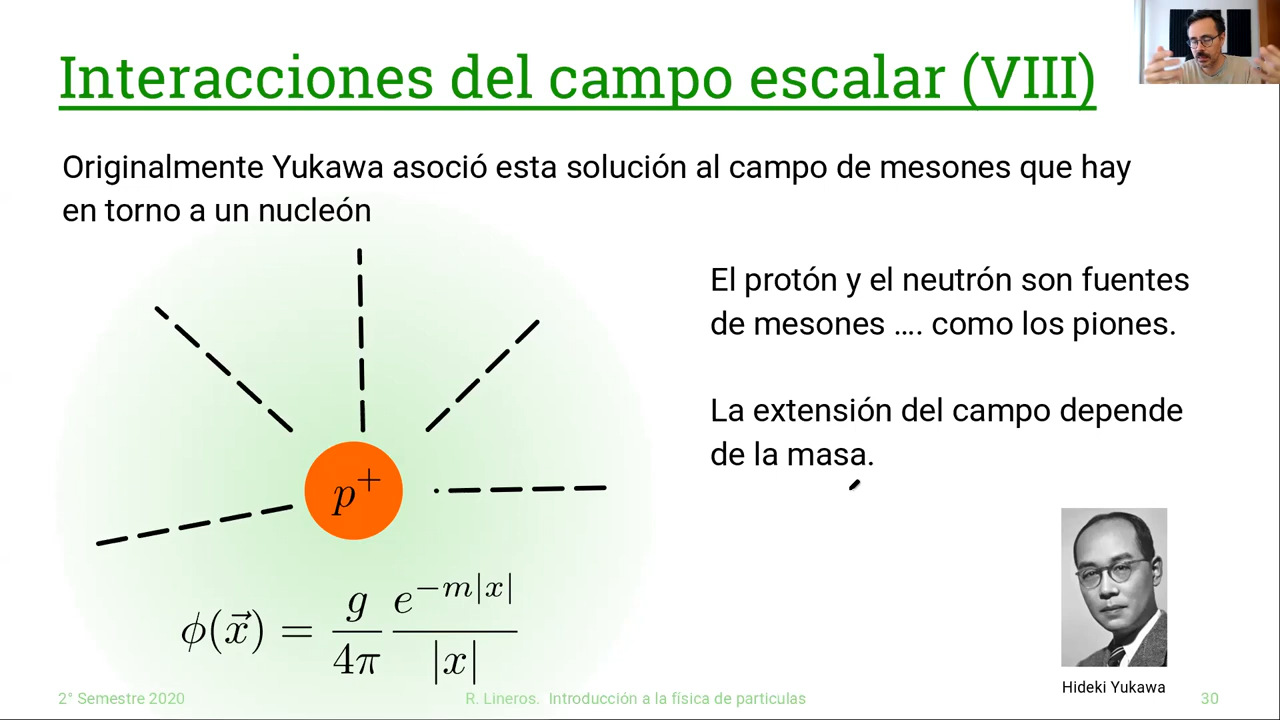 Interacciones del campo escalar (VIII)
Originalmente Yukawa asoció esta solución al campo de mesones que hay
en torno a un nucleón
El protón y el neutrón son fuentes
de mesones .... como los piones.
La extensión del campo depende
de la masa.
p⁺
ϕ(x⃗) = g/4π e^{-m|x|}/|x|
Hideki Yukawa
2° Semestre 2020
R. Lineros. Introducción a la física de particulas
30